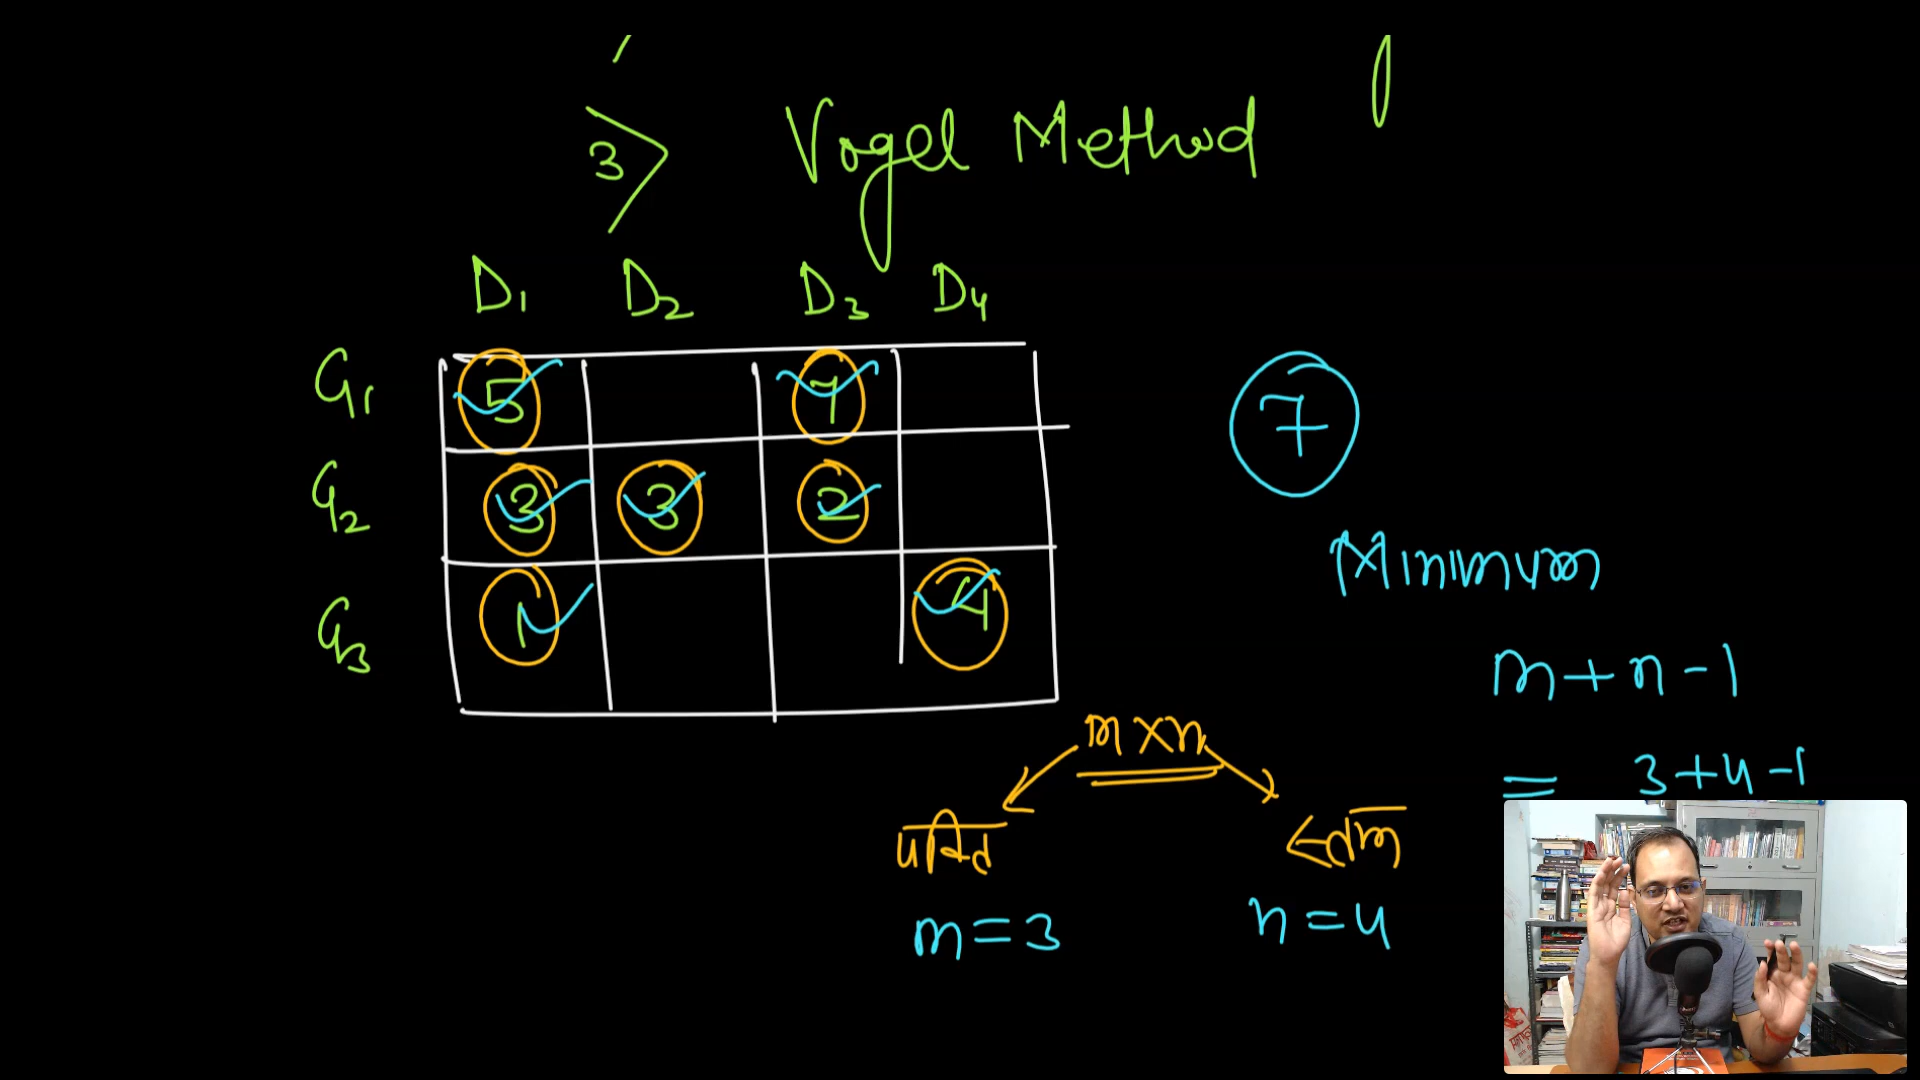 3> Vogel Method
D1 D2 D3 D4
G1 5 7
G2 3 3 2
G3 1 4
7
Minimum
m+n-1
= 3+4-1
m×n
पंक्ति स्तम्भ
m=3 n=4